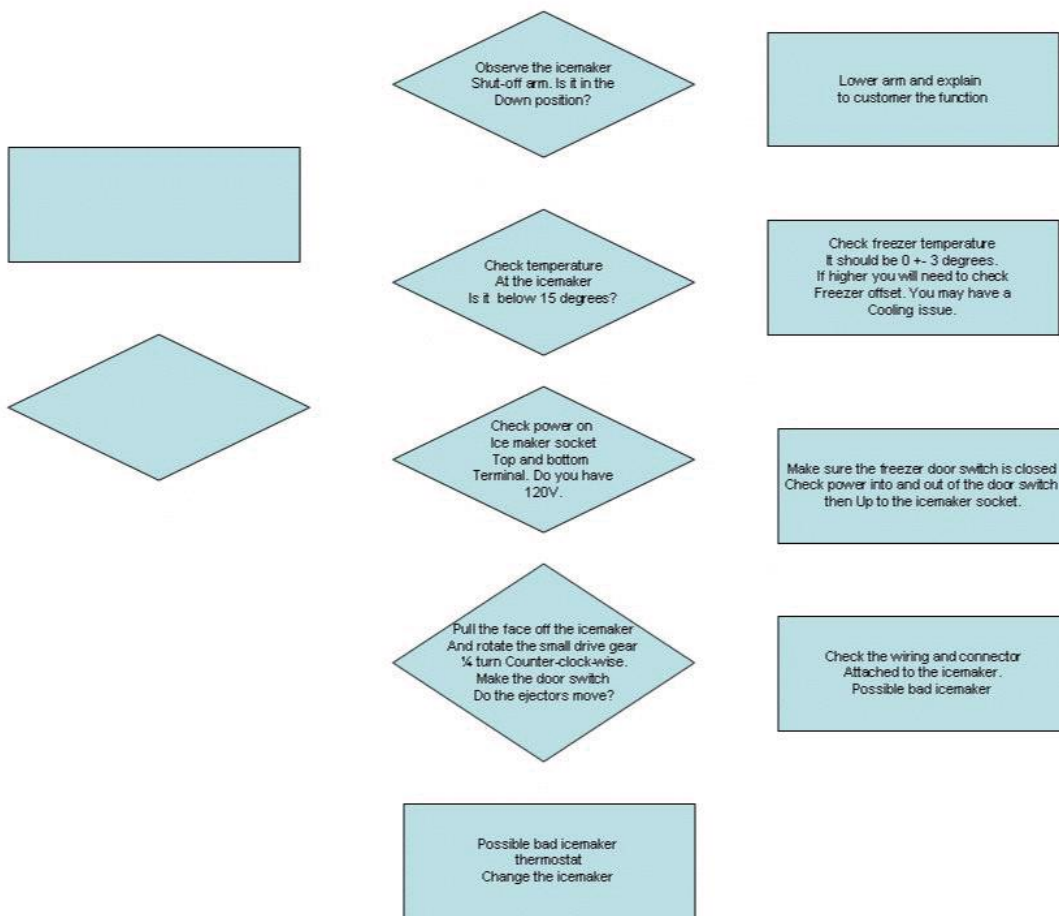 Observe the icemaker
Shut-off arm. Is it in the
Down position?
Lower arm and explain
to customer the function
Check temperature
At the icemaker
Is it below 15 degrees?
Check freezer temperature
It should be 0 +- 3 degrees.
If higher you will need to check
Freezer offset. You may have a
Cooling issue.
Check power on
Ice maker socket
Top and bottom
Terminal. Do you have
120V.
Make sure the freezer door switch is closed
Check power into and out of the door switch
then Up to the icemaker socket.
Pull the face off the icemaker
And rotate the small drive gear
¼ turn Counter-clock-wise.
Make the door switch
Do the ejectors move?
Check the wiring and connector
Attached to the icemaker.
Possible bad icemaker
Possible bad icemaker
thermostat
Change the icemaker